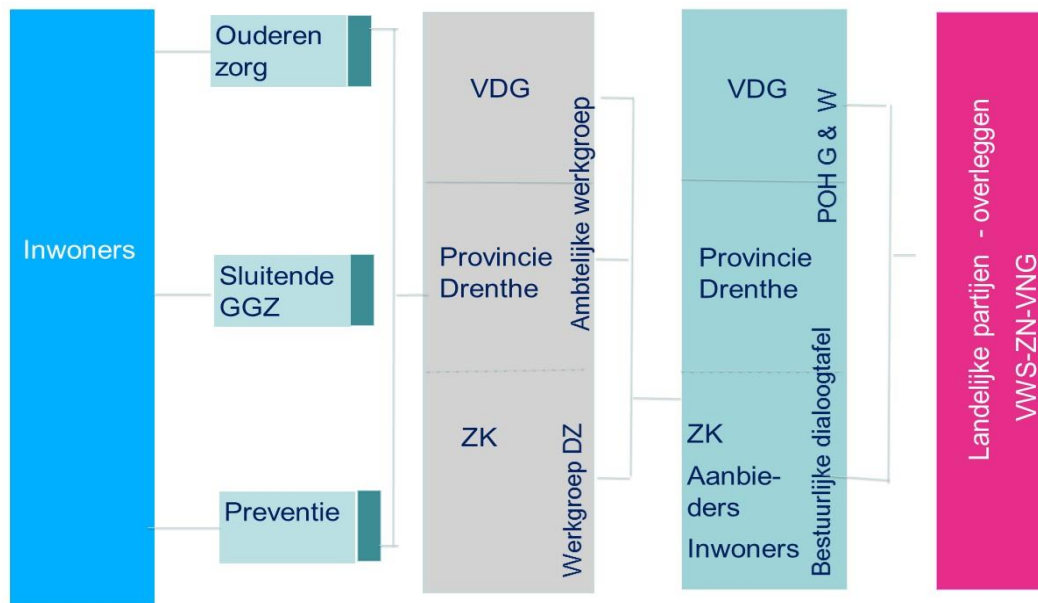 Inwoners
Ouderen
zorg
Sluitende
GGZ
Preventie
VDG
Provincie
Drenthe
ZK
Ambtelijke werkgroep
Werkgroep DZ
VDG
Provincie
Drenthe
ZK
Aanbie-
ders
Inwoners
POH G & W
Bestuurlijke dialoogtafel
Landelijke partijen - overleggen
VWS-ZN-VNG